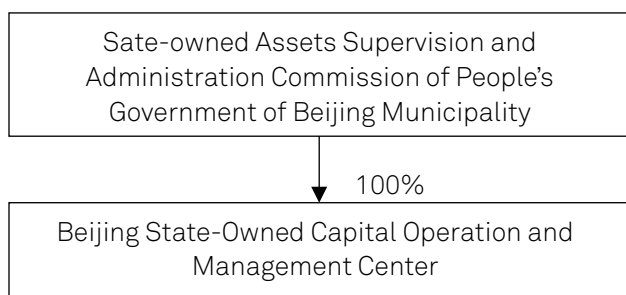 Sate-owned Assets Supervision and
Administration Commission of People’s
Government of Beijing Municipality
100%
Beijing State-Owned Capital Operation and
Management Center